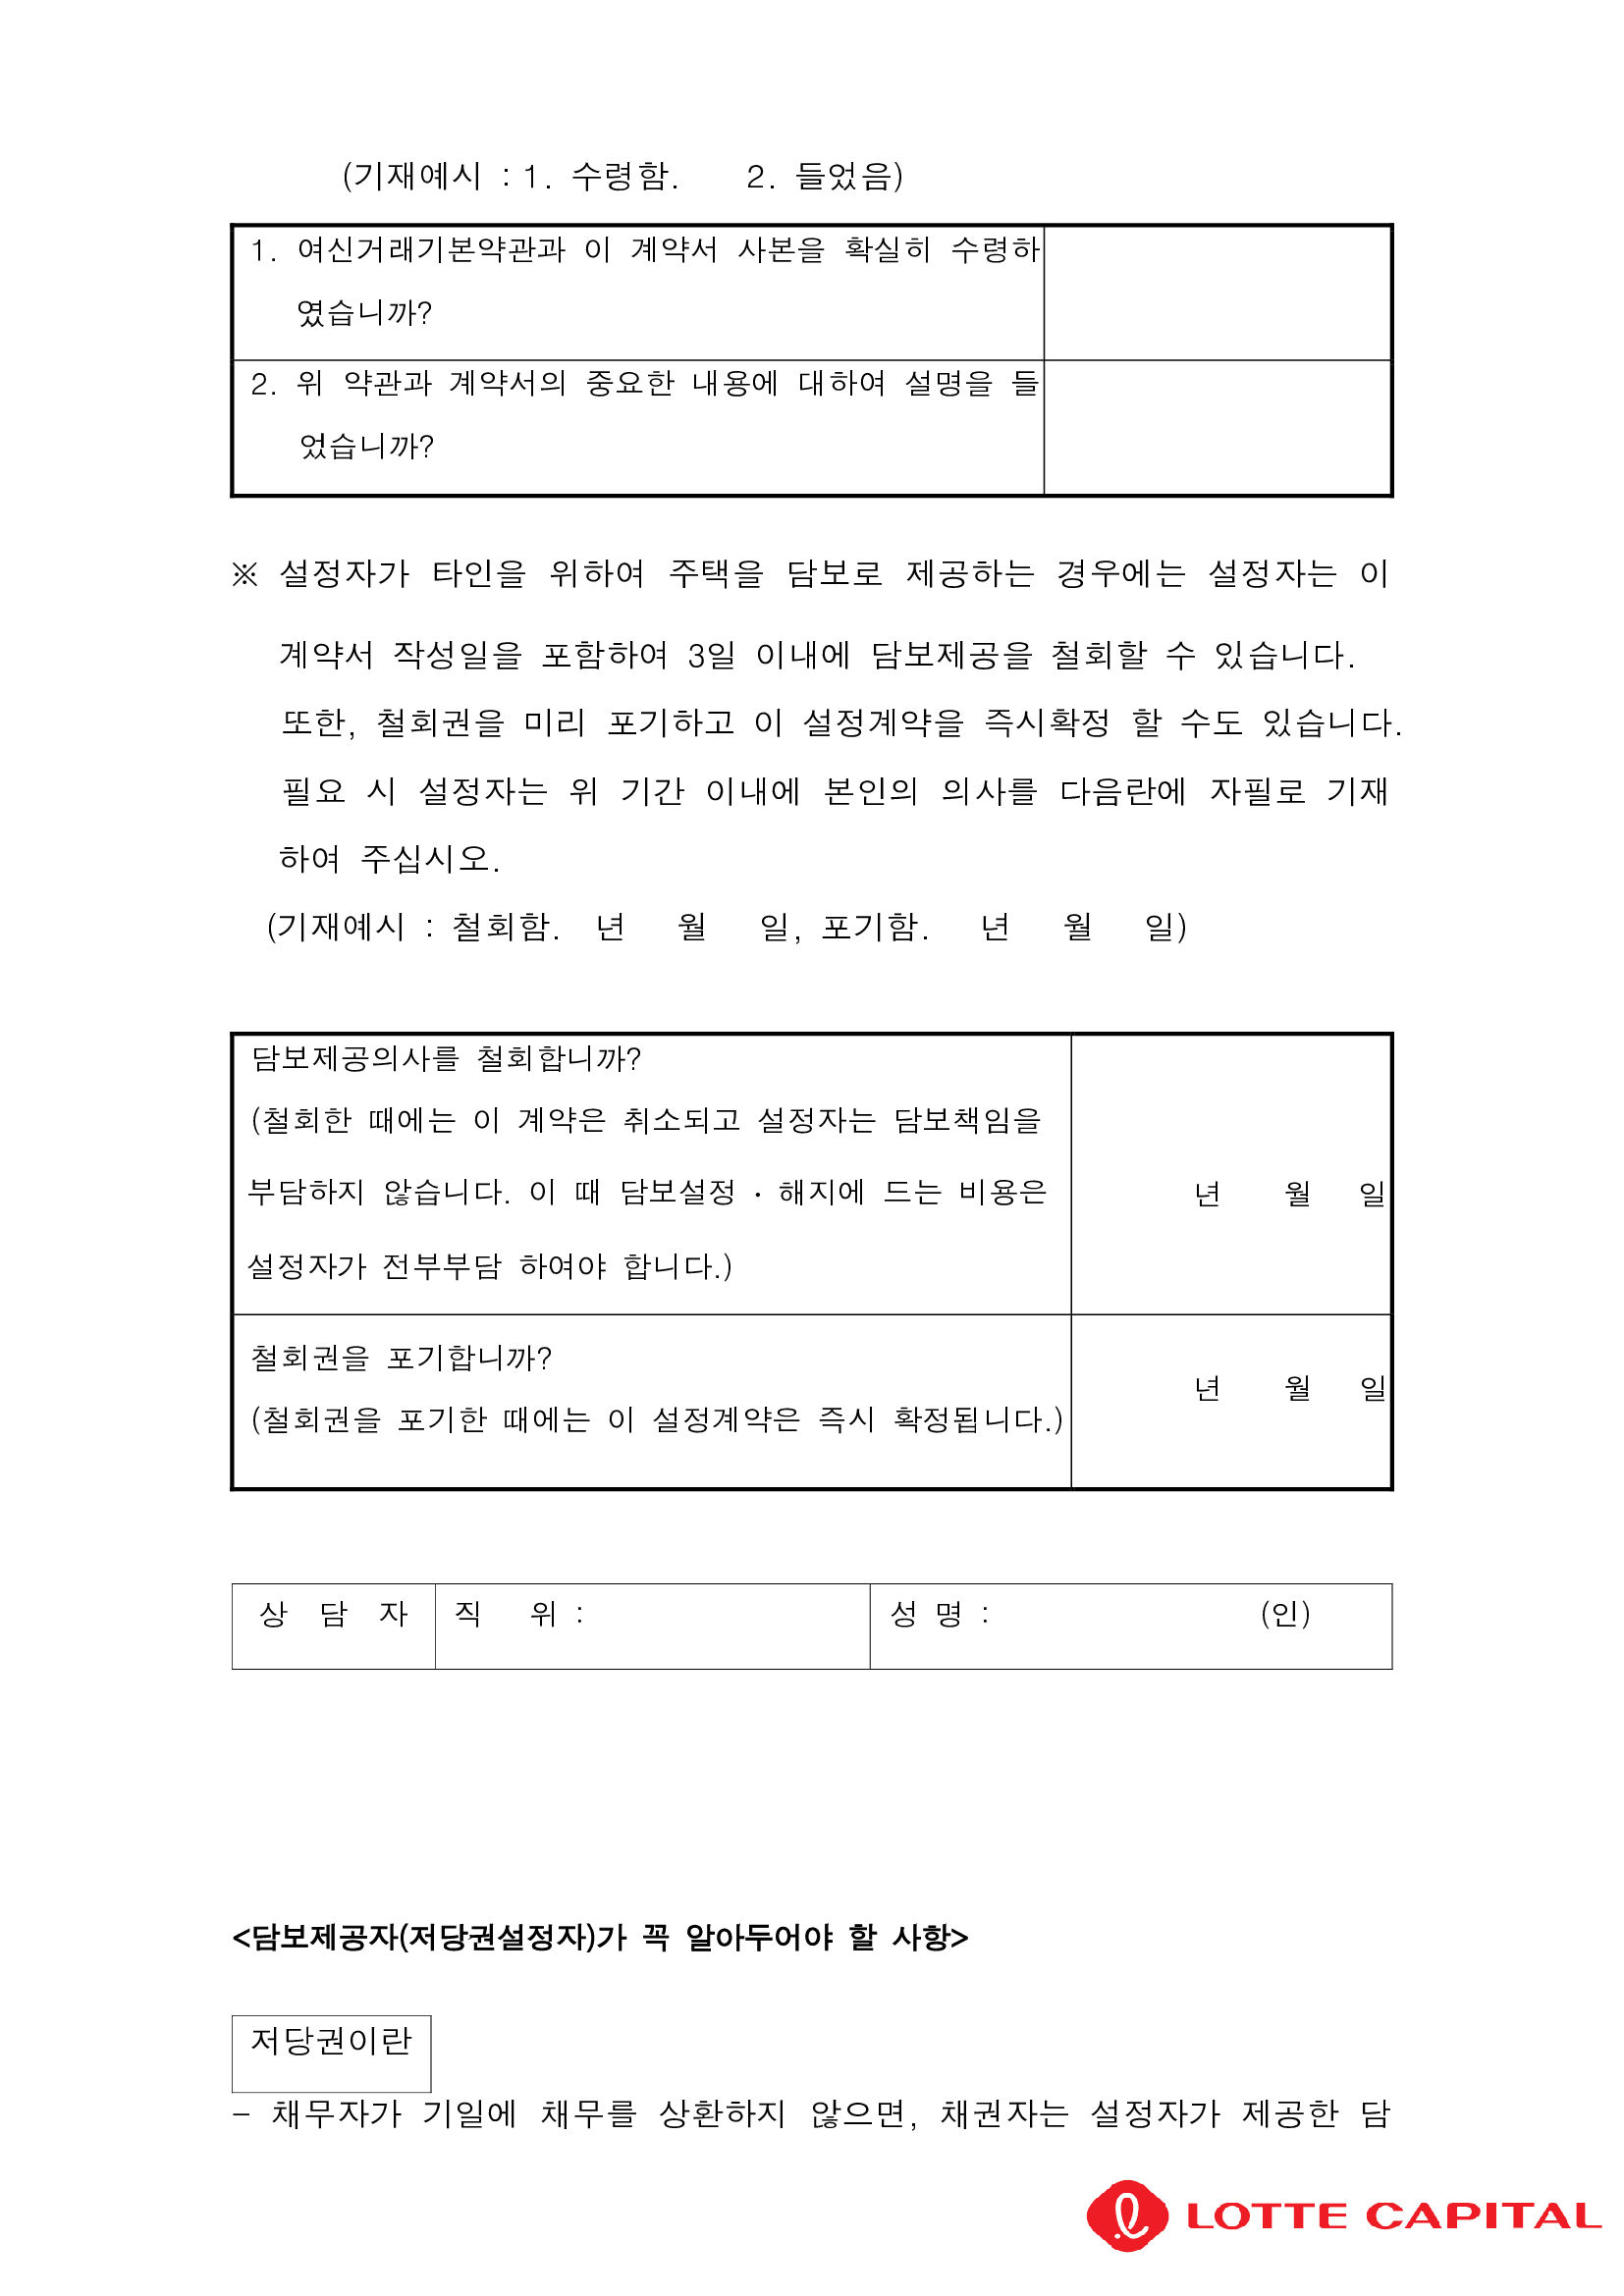 (기재예시 : 1. 수령함. 2. 들었음)
1. 여신거래기본약관과 이 계약서 사본을 확실히 수령하
였습니까?
2. 위 약관과 계약서의 중요한 내용에 대하여 설명을 들
었습니까?
※ 설정자가 타인을 위하여 주택을 담보로 제공하는 경우에는 설정자는 이
계약서 작성일을 포함하여 3일 이내에 담보제공을 철회할 수 있습니다.
또한, 철회권을 미리 포기하고 이 설정계약을 즉시확정 할 수도 있습니다.
필요 시 설정자는 위 기간 이내에 본인의 의사를 다음란에 자필로 기재
하여 주십시오.
(기재예시 : 철회함. 년 월 일, 포기함. 년 월 일)
담보제공의사를 철회합니까?
(철회한 때에는 이 계약은 취소되고 설정자는 담보책임을
부담하지 않습니다. 이 때 담보설정 · 해지에 드는 비용은
설정자가 전부부담 하여야 합니다.)
년 월 일
철회권을 포기합니까?
(철회권을 포기한 때에는 이 설정계약은 즉시 확정됩니다.)
년 월 일
상 담 자 직 위 : 성 명 : (인)
<담보제공자(저당권설정자)가 꼭 알아두어야 할 사항>
저당권이란
- 채무자가 기일에 채무를 상환하지 않으면, 채권자는 설정자가 제공한 담
LOTTE CAPITAL